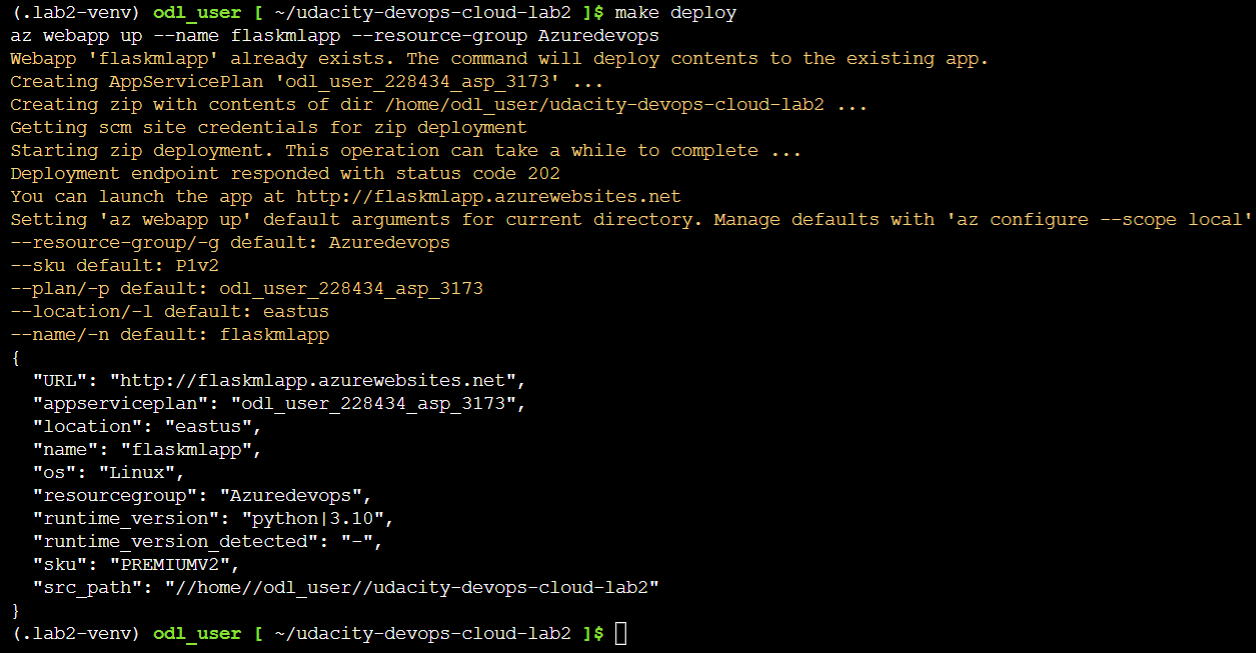 (.lab2-venv) odl_user [ ~/udacity-devops-cloud-lab2 ]$ make deploy
az webapp up --name flaskmlapp --resource-group Azuredevops
Webapp 'flaskmlapp' already exists. The command will deploy contents to the existing app.
Creating AppServicePlan 'odl_user_228434_asp_3173' ...
Creating zip with contents of dir /home/odl_user/udacity-devops-cloud-lab2 ...
Getting scm site credentials for zip deployment
Starting zip deployment. This operation can take a while to complete ...
Deployment endpoint responded with status code 202
You can launch the app at http://flaskmlapp.azurewebsites.net
Setting 'az webapp up' default arguments for current directory. Manage defaults with 'az configure --scope local'
--resource-group/-g default: Azuredevops
--sku default: P1v2
--plan/-p default: odl_user_228434_asp_3173
--location/-l default: eastus
--name/-n default: flaskmlapp
{
  "URL": "http://flaskmlapp.azurewebsites.net",
  "appserviceplan": "odl_user_228434_asp_3173",
  "location": "eastus",
  "name": "flaskmlapp",
  "os": "Linux",
  "resourcegroup": "Azuredevops",
  "runtime_version": "python|3.10",
  "runtime_version_detected": "-",
  "sku": "PREMIUMV2",
  "src_path": "//home//odl_user//udacity-devops-cloud-lab2"
}
(.lab2-venv) odl_user [ ~/udacity-devops-cloud-lab2 ]$